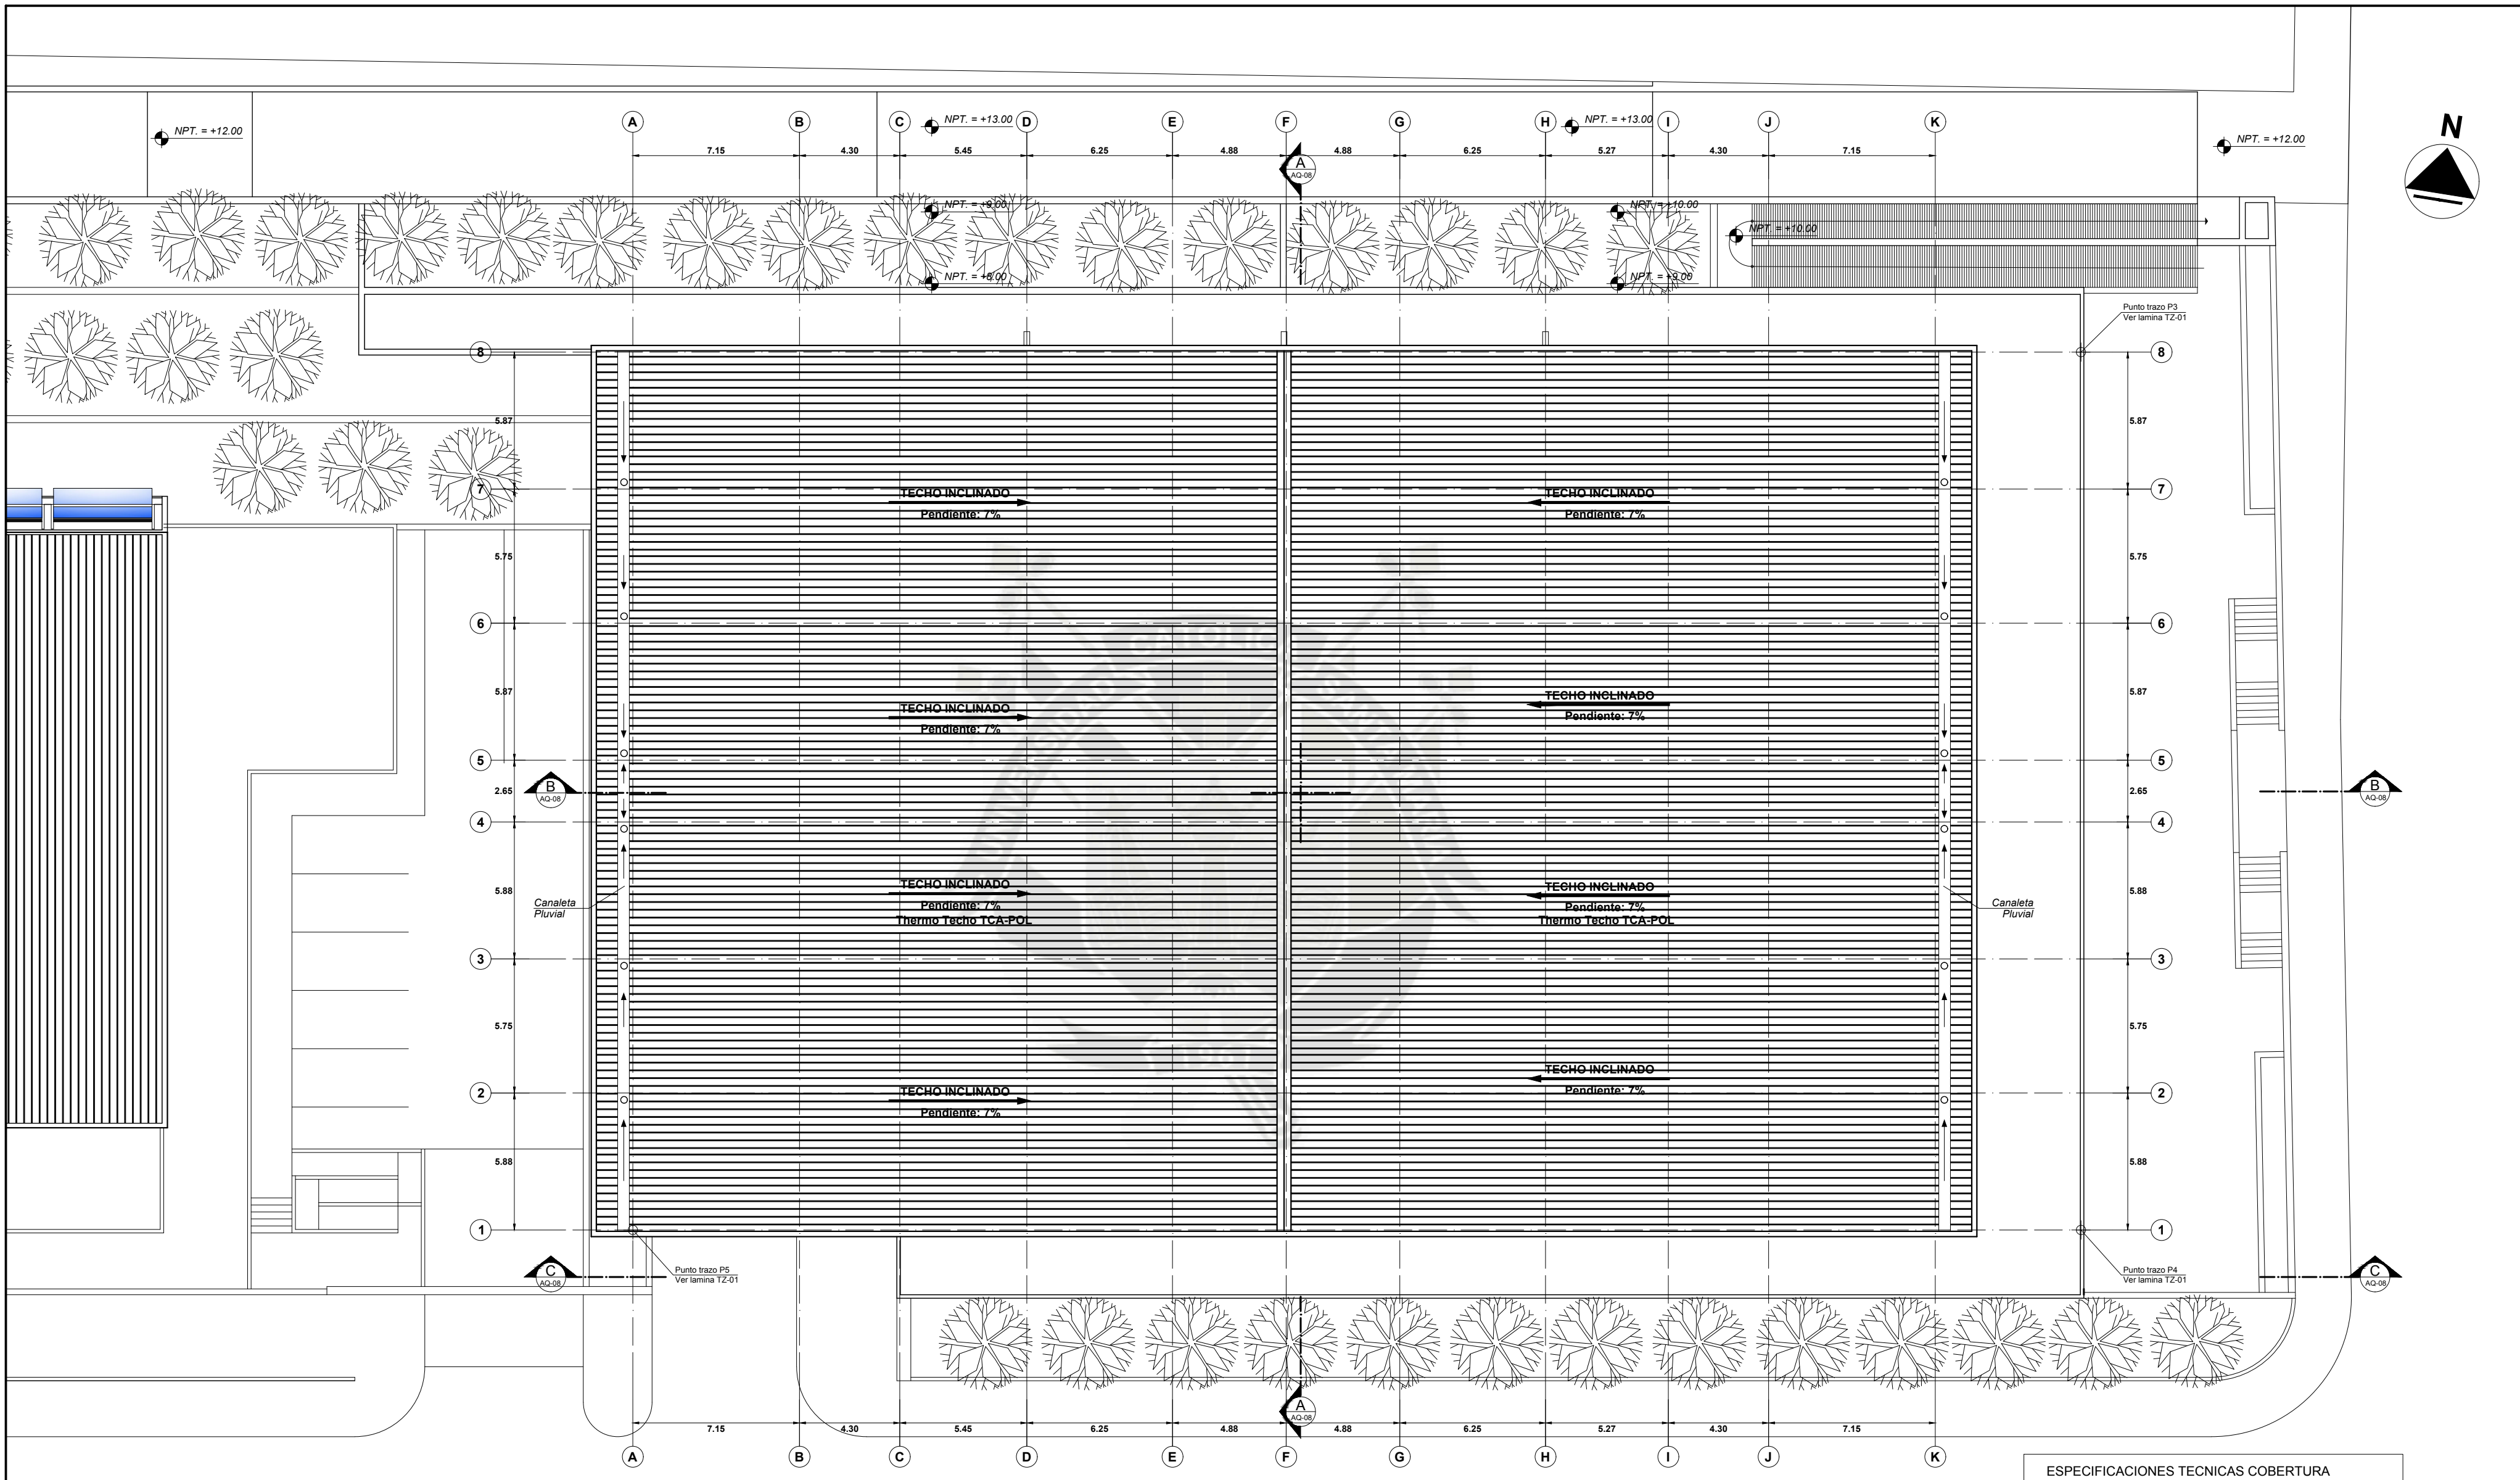 N
NPT. = +12.00
NPT. = +13.00
NPT. = +13.00
NPT. = +12.00
A B C D E F G H I J K
7.15 4.30 5.45 6.25 4.88 4.88 6.25 5.27 4.30 7.15
A
AQ-08
NPT. = +9.00
NPT. = +10.00
NPT. = +10.00
NPT. = +8.00
NPT. = +9.00
Punto trazo P3
Ver lamina TZ-01
8 8
5.87 5.87
7 7
TECHO INCLINADO
Pendiente: 7%
TECHO INCLINADO
Pendiente: 7%
5.75 5.75
6 6
UNIVERSIDAD CATOLICA SANTA MARIA
5.87 5.87
TECHO INCLINADO
Pendiente: 7%
TECHO INCLINADO
Pendiente: 7%
5 5
B
AQ-08
2.65 2.65
B
AQ-08
4 4
5.88 5.88
Canaleta
Pluvial
TECHO INCLINADO
Pendiente: 7%
Thermo Techo TCA-POL
TECHO INCLINADO
Pendiente: 7%
Thermo Techo TCA-POL
Canaleta
Pluvial
3 3
5.75 5.75
1961
TECHO INCLINADO
Pendiente: 7%
TECHO INCLINADO
Pendiente: 7%
2 2
5.88 5.88
1 1
C
AQ-08
Punto trazo P5
Ver lamina TZ-01
Punto trazo P4
Ver lamina TZ-01
C
AQ-08
A
AQ-08
7.15 4.30 5.45 6.25 4.88 4.88 6.25 5.27 4.30 7.15
A B C D E F G H I J K
ESPECIFICACIONES TECNICAS COBERTURA